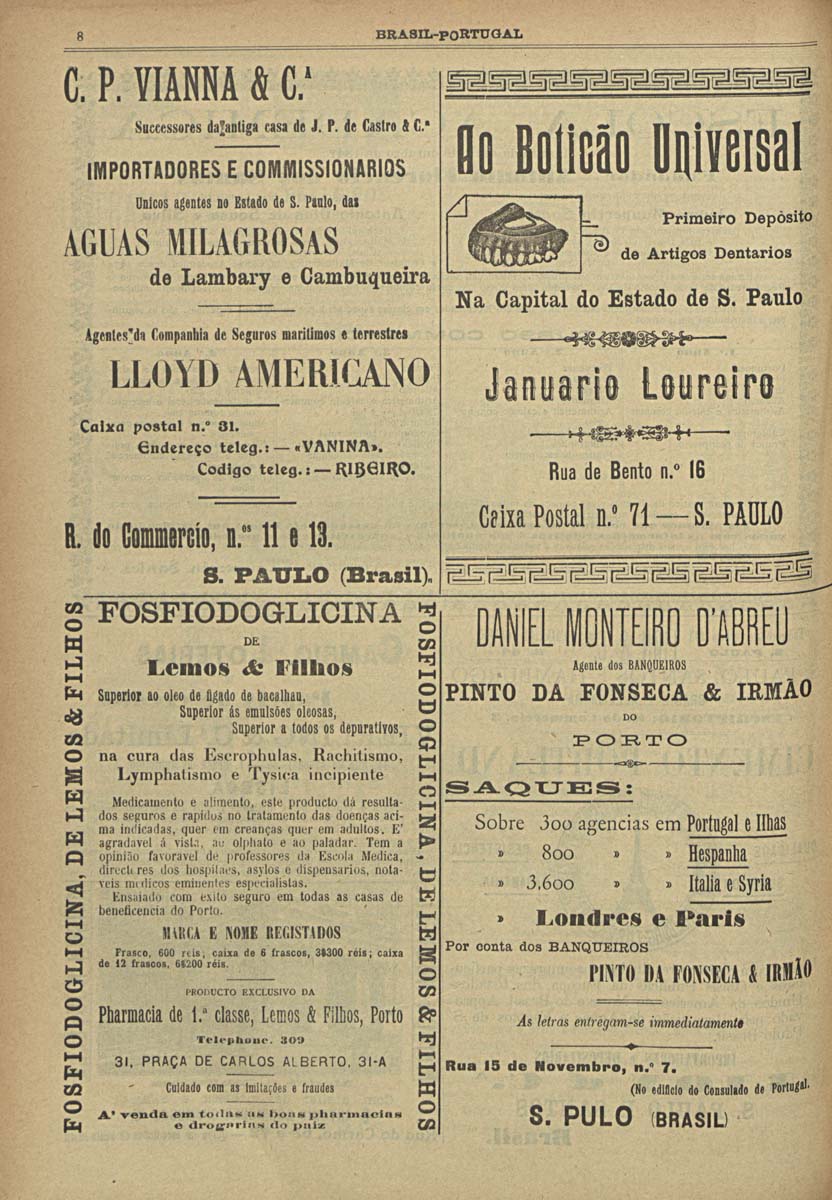 8
BRASIL-PORTUGAL
C. P. VIANNA & C.ª
Successores da antiga casa de J. P. de Castro & C.ª
IMPORTADORES E COMMISSIONARIOS
Unicos agentes no Estado de S. Paulo, das
AGUAS MILAGROSAS
de Lambary e Cambuqueira
Agentes da Companhia de Seguros maritimos e terrestres
LLOYD AMERICANO
Caixa postal n.º 31.
Endereço teleg.: — «VANINA».
Codigo teleg.: — RIBEIRO.
R. do Commercio, n.ºs 11 e 13.
S. PAULO (Brasil).
Ao Boticão Universal
Primeiro Depósito
de Artigos Dentarios
Na Capital do Estado de S. Paulo
Januario Loureiro
Rua de Bento n.º 16
Caixa Postal n.º 71 — S. PAULO
FOSFIODOGLICINA, DE LEMOS & FILHOS
FOSFIODOGLICINA
DE
Lemos & Filhos
Superior ao oleo de figado de bacalhau,
Superior ás emulsões oleosas,
Superior a todos os depurativos,
na cura das Escrophulas, Rachitismo,
Lymphatismo e Tysica incipiente
Medicamento e alimento, este producto dá resulta-
dos seguros e rapidos no tratamento das doenças aci-
ma indicadas, quer em creanças quer em adultos. E'
agradavel á vista, ao olphato e ao paladar. Tem a
opinião favoravel de professores da Escola Medica,
directores dos hospitaes, asylos e dispensarios, nota-
veis medicos eminentes especialistas.
Ensaiado com exito seguro em todas as casas de
beneficencia do Porto.
MARCA E NOME REGISTADOS
Frasco, 600 reis; caixa de 6 frascos, 3$300 réis; caixa
de 12 frascos, 6$200 réis.
PRODUCTO EXCLUSIVO DA
Pharmacia de 1.ª classe, Lemos & Filhos, Porto
Telephone. 309
31, PRAÇA DE CARLOS ALBERTO, 31-A
Cuidado com as imitações e fraudes
A' venda em todas as boas pharmacias
e drogarias do paiz
FOSFIODOGLICINA, DE LEMOS & FILHOS
DANIEL MONTEIRO D'ABREU
Agente dos BANQUEIROS
PINTO DA FONSECA & IRMÃO
DO
PORTO
SAQUES:
Sobre 300 agencias em Portugal e Ilhas
» 800 » » Hespanha
» 3,600 » » Italia e Syria
» Londres e Paris
Por conta dos BANQUEIROS
PINTO DA FONSECA & IRMÃO
As letras entregam-se immediatamente
Rua 15 de Novembro, n.º 7.
(No edificio do Consulado de Portugal.
S. PULO (BRASIL)